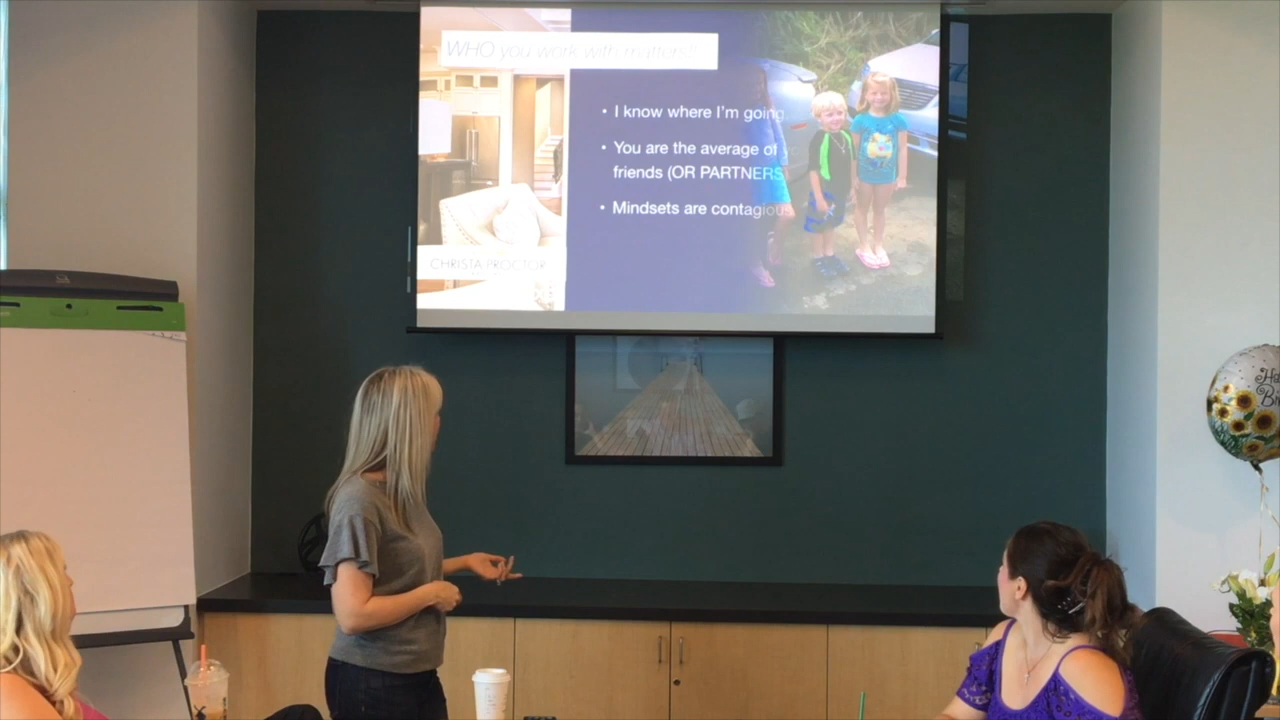 WHO you work with matters!
• I know where I'm going
• You are the average of
friends (OR PARTNERS
• Mindsets are contagious
CHRISTA PROCTOR